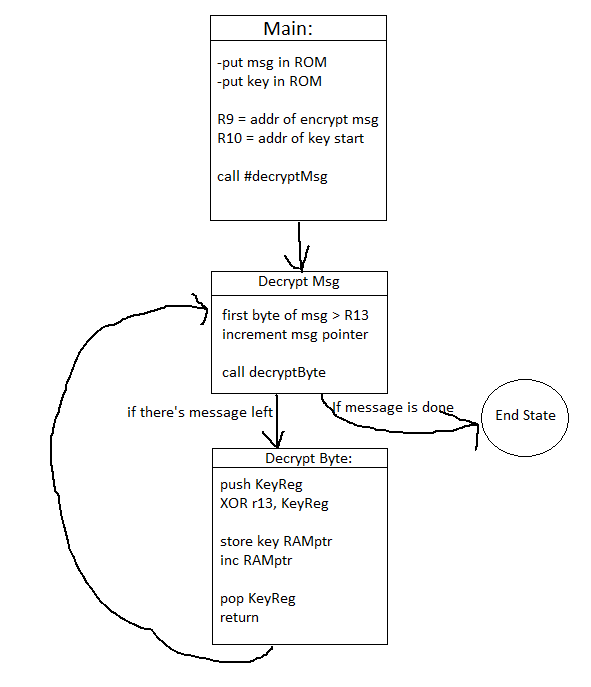 Main:
-put msg in ROM
-put key in ROM
R9 = addr of encrypt msg
R10 = addr of key start
call #decryptMsg
Decrypt Msg
first byte of msg > R13
increment msg pointer
call decryptByte
if there's message left
If message is done
End State
Decrypt Byte:
push KeyReg
XOR r13, KeyReg
store key RAMptr
inc RAMptr
pop KeyReg
return